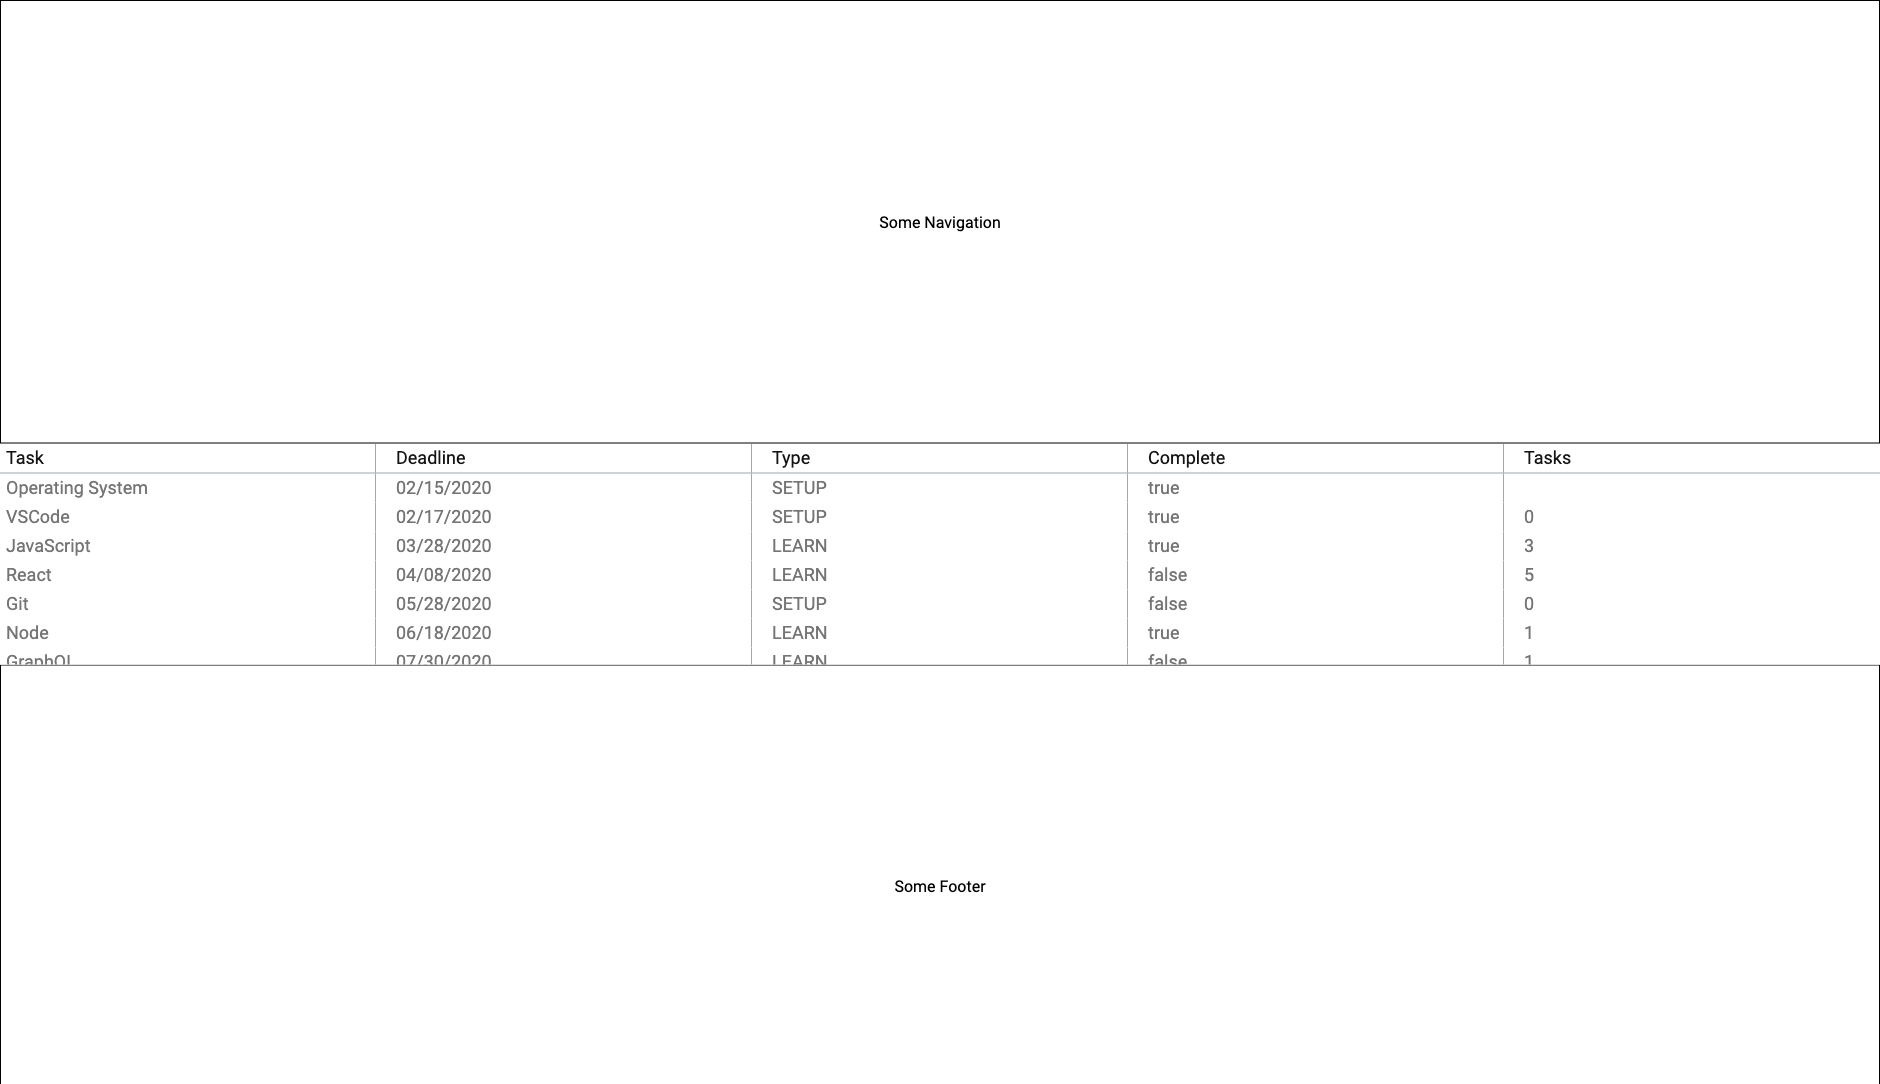 Some Navigation
Task Deadline Type Complete Tasks
Operating System 02/15/2020 SETUP true
VSCode 02/17/2020 SETUP true 0
JavaScript 03/28/2020 LEARN true 3
React 04/08/2020 LEARN false 5
Git 05/28/2020 SETUP false 0
Node 06/18/2020 LEARN true 1
GraphQL 07/30/2020 LEARN false 1
Some Footer